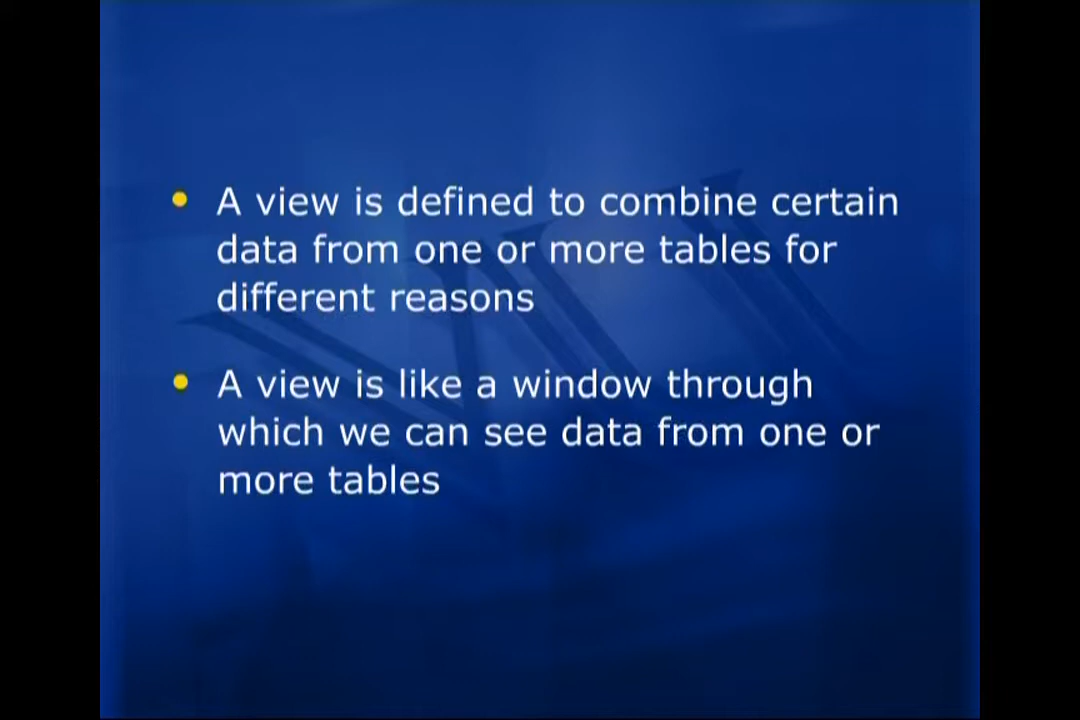 • A view is defined to combine certain
data from one or more tables for
different reasons
• A view is like a window through
which we can see data from one or
more tables